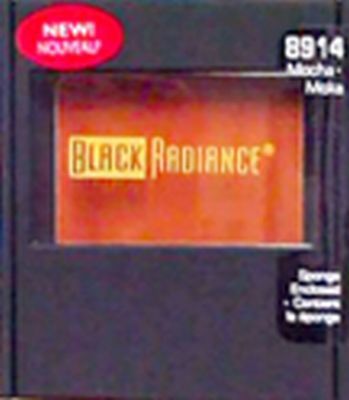 NEW!
NOUVEAU!
8914
Mocha •
Moka
BLACK RADIANCE®
Sponge
Enclosed
• Contient
la éponge